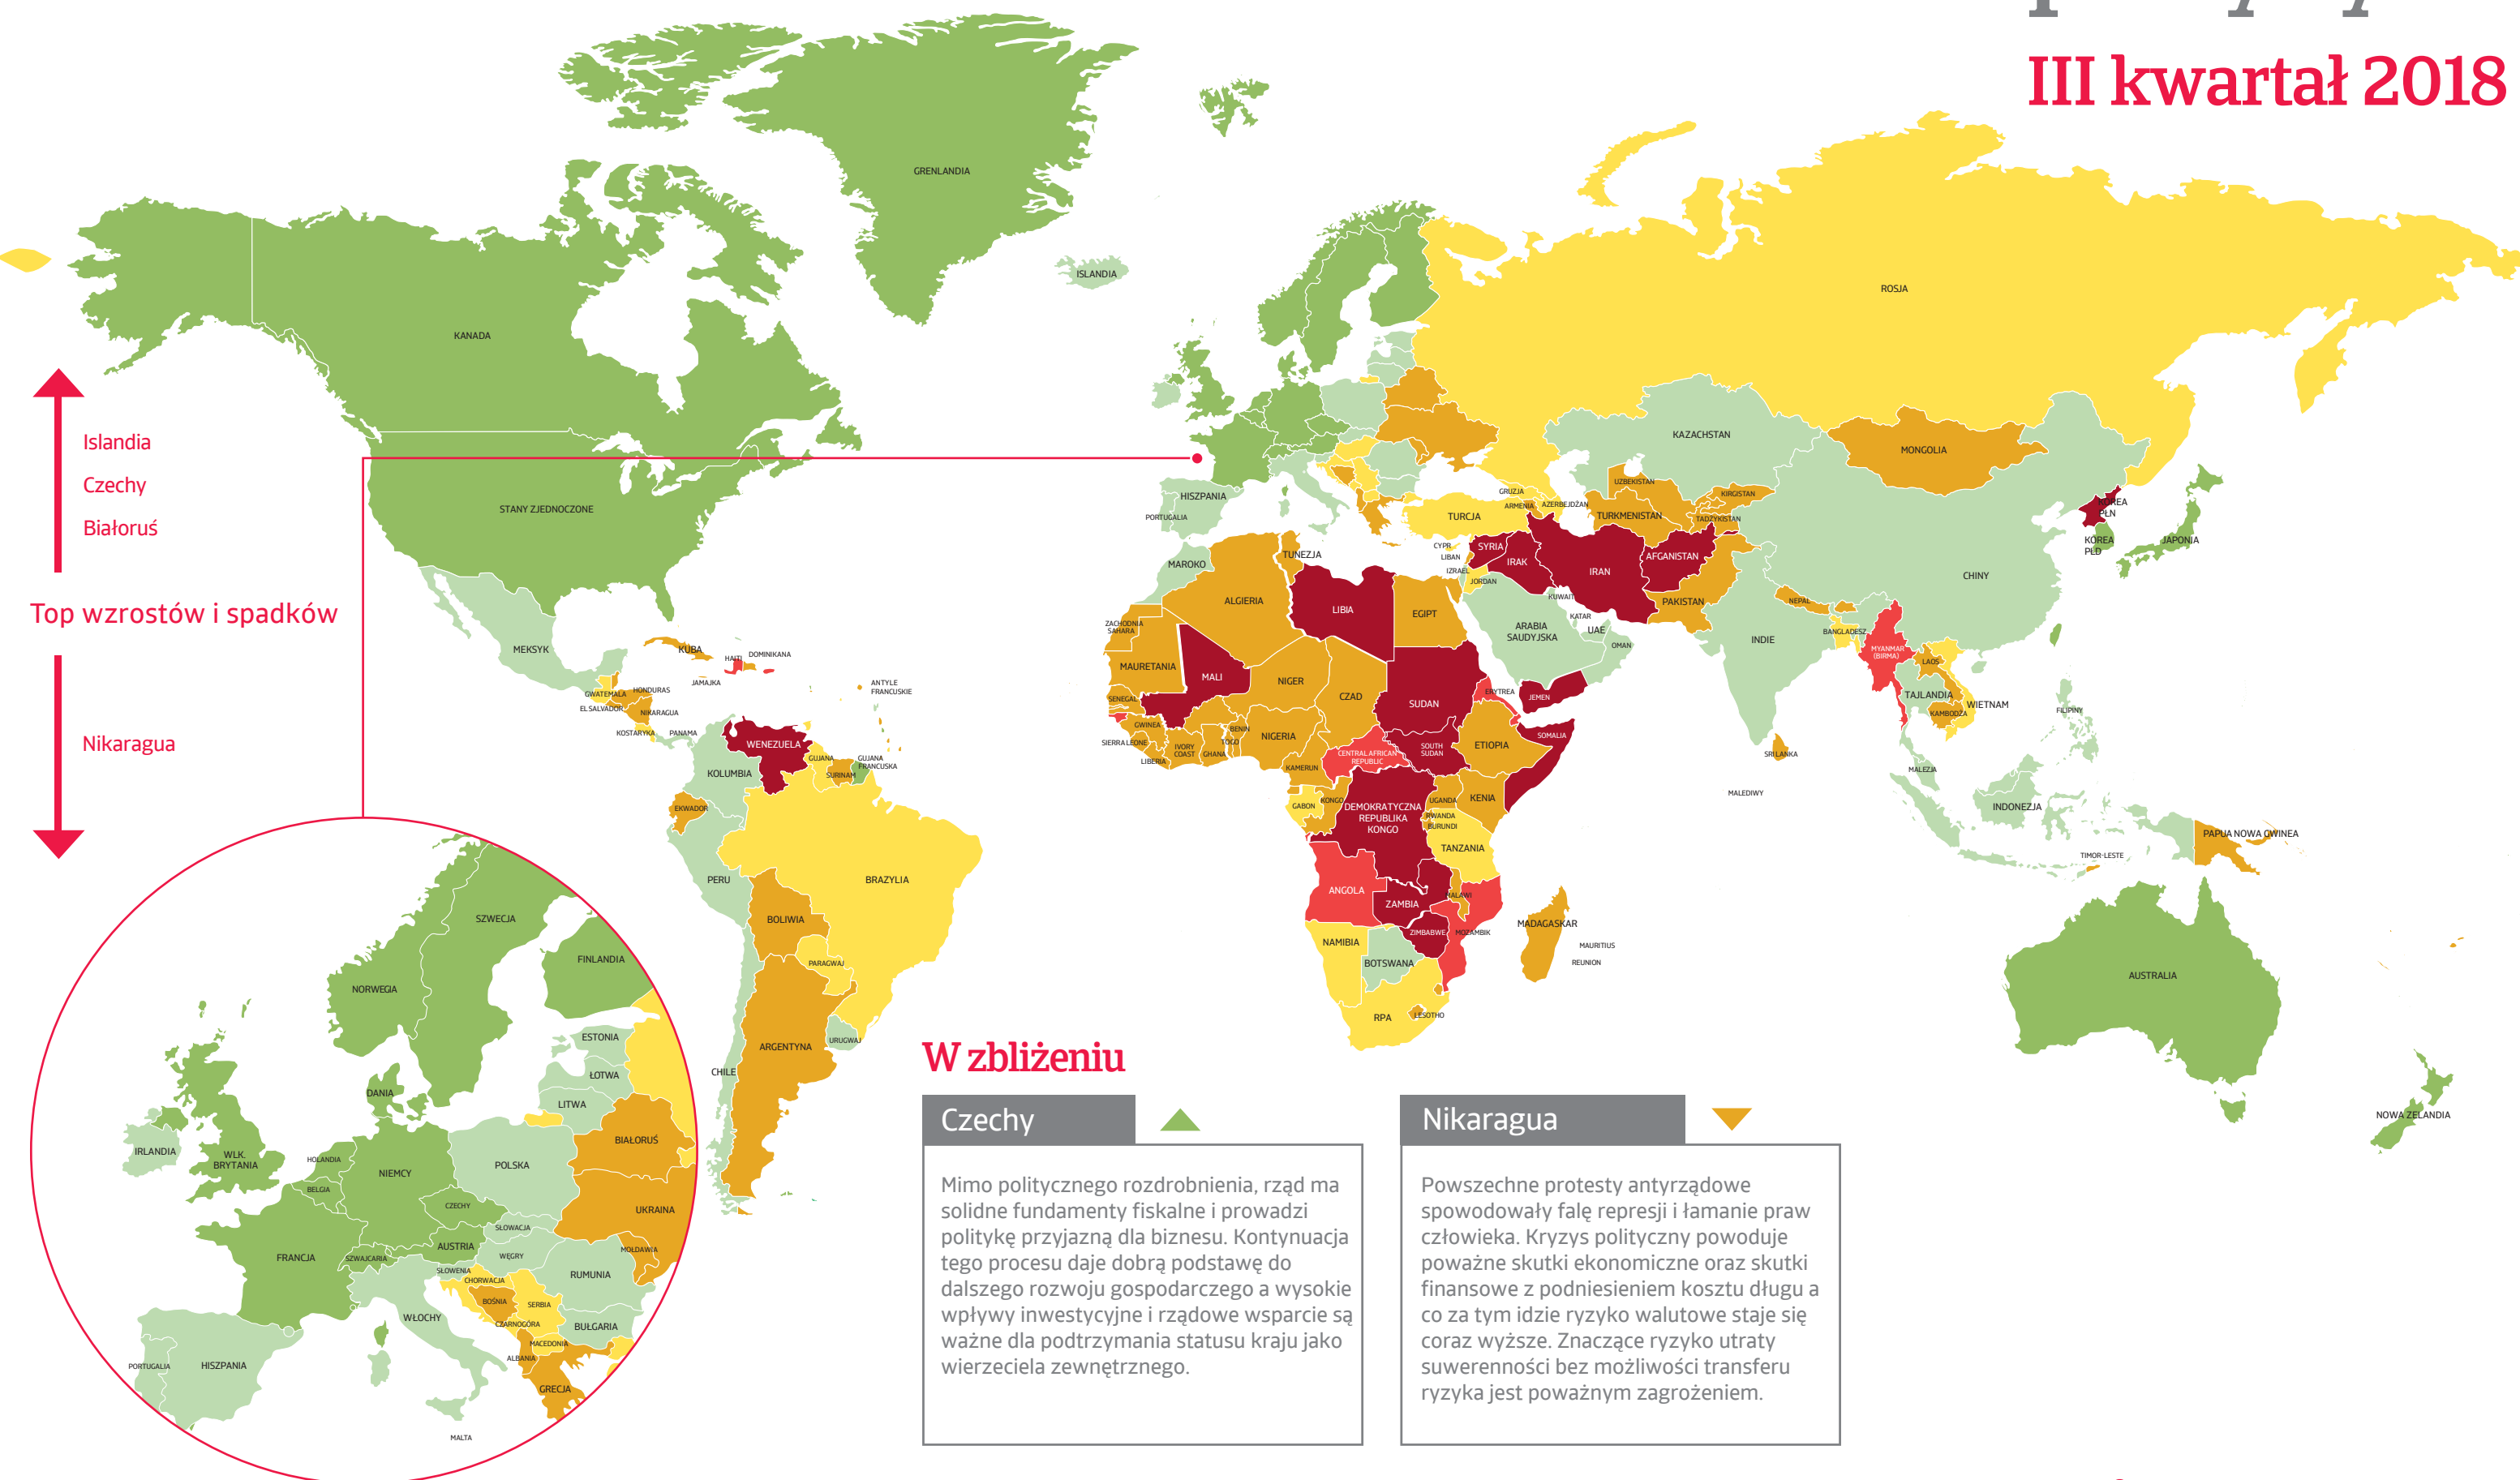 III kwartał 2018
GRENLANDIA
ISLANDIA
KANADA
ROSJA
STANY ZJEDNOCZONE
Islandia
Czechy
Białoruś
Top wzrostów i spadków
Nikaragua
MEKSYK
KUBA
HAITI
DOMINIKANA
JAMAJKA
ANTYLE
FRANCUSKIE
GWATEMALA
HONDURAS
EL SALVADOR
NIKARAGUA
KOSTARYKA
PANAMA
WENEZUELA
KOLUMBIA
GUJANA
SURINAM
GUJANA
FRANCUSKA
EKWADOR
PERU
BRAZYLIA
BOLIWIA
PARAGWAJ
ARGENTYNA
URUGWAJ
CHILE
HISZPANIA
PORTUGALIA
MAROKO
TUNEZJA
ALGIERIA
LIBIA
EGIPT
ZACHODNIA
SAHARA
MAURETANIA
MALI
NIGER
CZAD
SUDAN
ERYTREA
SENEGAL
GWINEA
SIERRA LEONE
LIBERIA
IVORY
COAST
GHANA
TOGO
BENIN
NIGERIA
KAMERUN
CENTRAL AFRICAN
REPUBLIC
SOUTH
SUDAN
ETIOPIA
SOMALIA
GABON
KONGO
DEMOKRATYCZNA
REPUBLIKA
KONGO
UGANDA
KENIA
RWANDA
BURUNDI
TANZANIA
ANGOLA
ZAMBIA
MALAWI
ZIMBABWE
MOZAMBIK
NAMIBIA
BOTSWANA
RPA
LESOTHO
MADAGASKAR
MAURITIUS
REUNION
TURCJA
GRUZJA
ARMENIA
AZERBEJDŻAN
CYPR
LIBAN
IZRAEL
JORDAN
SYRIA
IRAK
IRAN
KUWAIT
KATAR
UAE
OMAN
ARABIA
SAUDYJSKA
JEMEN
KAZACHSTAN
UZBEKISTAN
TURKMENISTAN
KIRGISTAN
TADŻYKISTAN
AFGANISTAN
PAKISTAN
MONGOLIA
CHINY
KOREA
PŁN
KOREA
PŁD
JAPONIA
NEPAL
INDIE
BANGLADESZ
MYANMAR
(BIRMA)
LAOS
TAJLANDIA
WIETNAM
KAMBODŻA
FILIPINY
SRI LANKA
MALEDIWY
MALEZJA
INDONEZJA
TIMOR-LESTE
PAPUA NOWA GWINEA
AUSTRALIA
NOWA ZELANDIA
SZWECJA
FINLANDIA
NORWEGIA
ESTONIA
ŁOTWA
LITWA
DANIA
IRLANDIA
WLK.
BRYTANIA
HOLANDIA
BELGIA
NIEMCY
POLSKA
BIAŁORUŚ
UKRAINA
CZECHY
SŁOWACJA
AUSTRIA
WĘGRY
MOŁDAWIA
FRANCJA
SZWAJCARIA
SŁOWENIA
CHORWACJA
RUMUNIA
BOŚNIA
SERBIA
WŁOCHY
CZARNOGÓRA
BUŁGARIA
MACEDONIA
ALBANIA
GRECJA
PORTUGALIA
HISZPANIA
MALTA
W zbliżeniu
Czechy
Mimo politycznego rozdrobnienia, rząd ma
solidne fundamenty fiskalne i prowadzi
politykę przyjazną dla biznesu. Kontynuacja
tego procesu daje dobrą podstawę do
dalszego rozwoju gospodarczego a wysokie
wpływy inwestycyjne i rządowe wsparcie są
ważne dla podtrzymania statusu kraju jako
wierzeciela zewnętrznego.
Nikaragua
Powszechne protesty antyrządowe
spowodowały falę represji i łamanie praw
człowieka. Kryzys polityczny powoduje
poważne skutki ekonomiczne oraz skutki
finansowe z podniesieniem kosztu długu a
co za tym idzie ryzyko walutowe staje się
coraz wyższe. Znaczące ryzyko utraty
suwerenności bez możliwości transferu
ryzyka jest poważnym zagrożeniem.